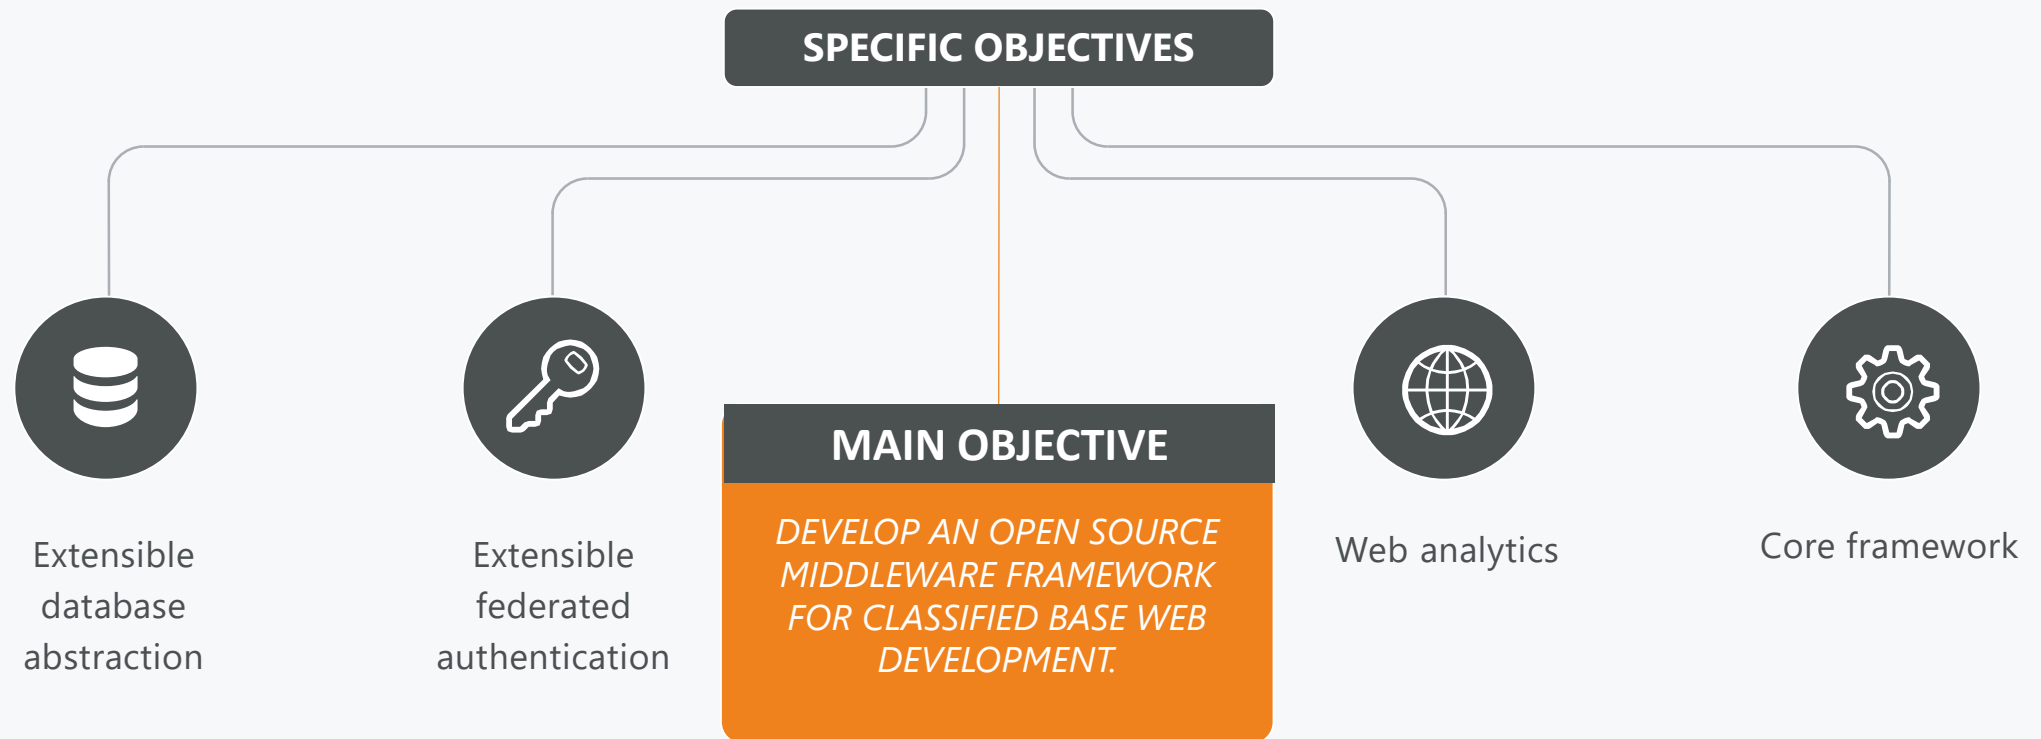 SPECIFIC OBJECTIVES
Extensible
database
abstraction
Extensible
federated
authentication
MAIN OBJECTIVE
DEVELOP AN OPEN SOURCE
MIDDLEWARE FRAMEWORK
FOR CLASSIFIED BASE WEB
DEVELOPMENT.
Web analytics
Core framework